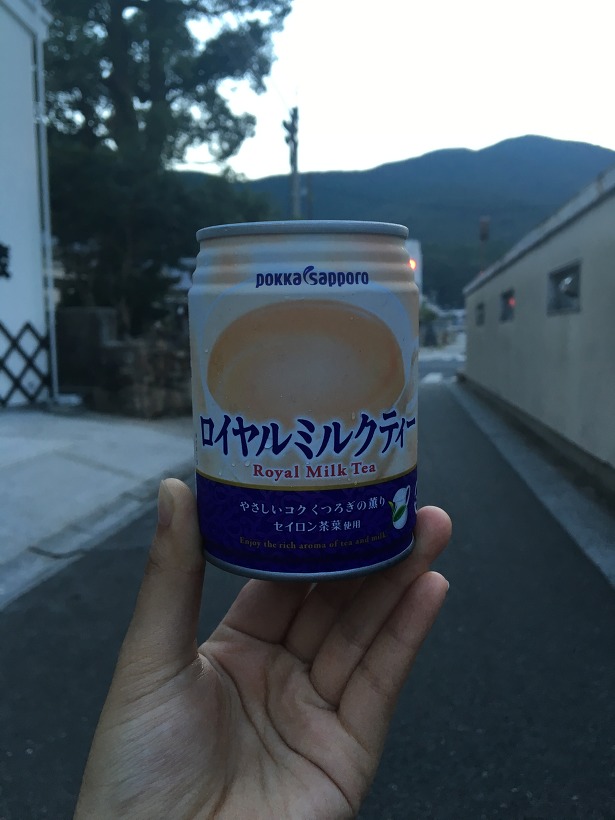 pokka sapporo
ロイヤルミルクティー
Royal Milk Tea
やさしいコク くつろぎの薫り
セイロン茶葉使用
Enjoy the rich aroma of tea and milk.